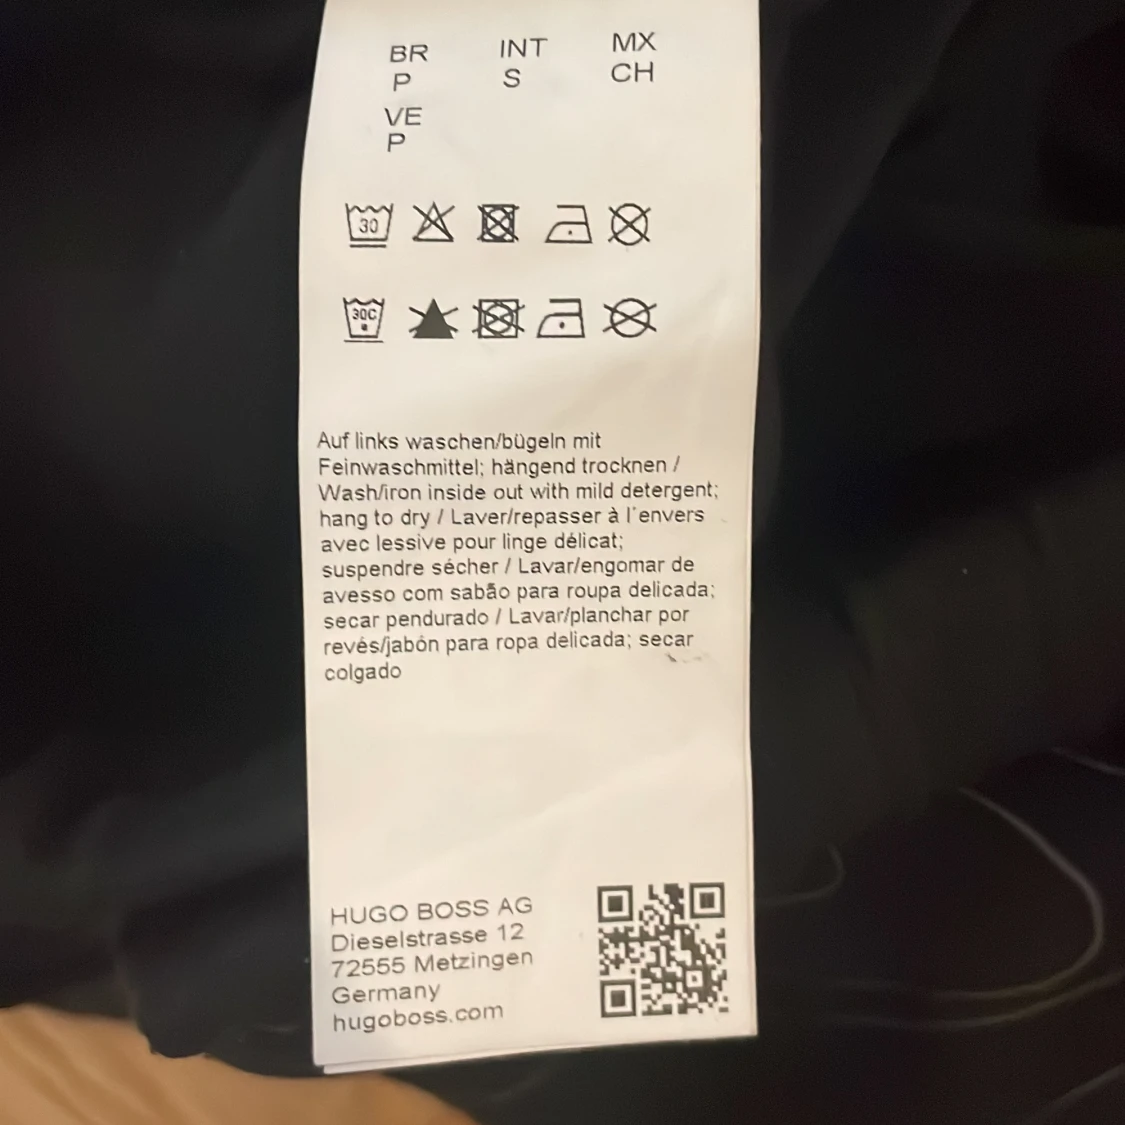 BR INT MX
P S CH
VE
P
30
30C
Auf links waschen/bügeln mit
Feinwaschmittel; hängend trocknen /
Wash/iron inside out with mild detergent;
hang to dry / Laver/repasser à l'envers
avec lessive pour linge délicat;
suspendre sécher / Lavar/engomar de
avesso com sabão para roupa delicada;
secar pendurado / Lavar/planchar por
revés/jabón para ropa delicada; secar
colgado
HUGO BOSS AG
Dieselstrasse 12
72555 Metzingen
Germany
hugoboss.com